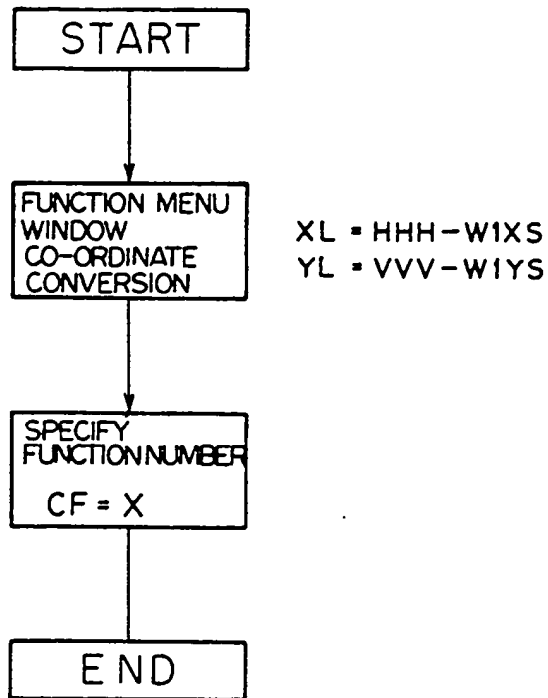 START
FUNCTION MENU
WINDOW
CO-ORDINATE
CONVERSION
XL = HHH-W1XS
YL = VVV-W1YS
SPECIFY
FUNCTION NUMBER
CF = X
END